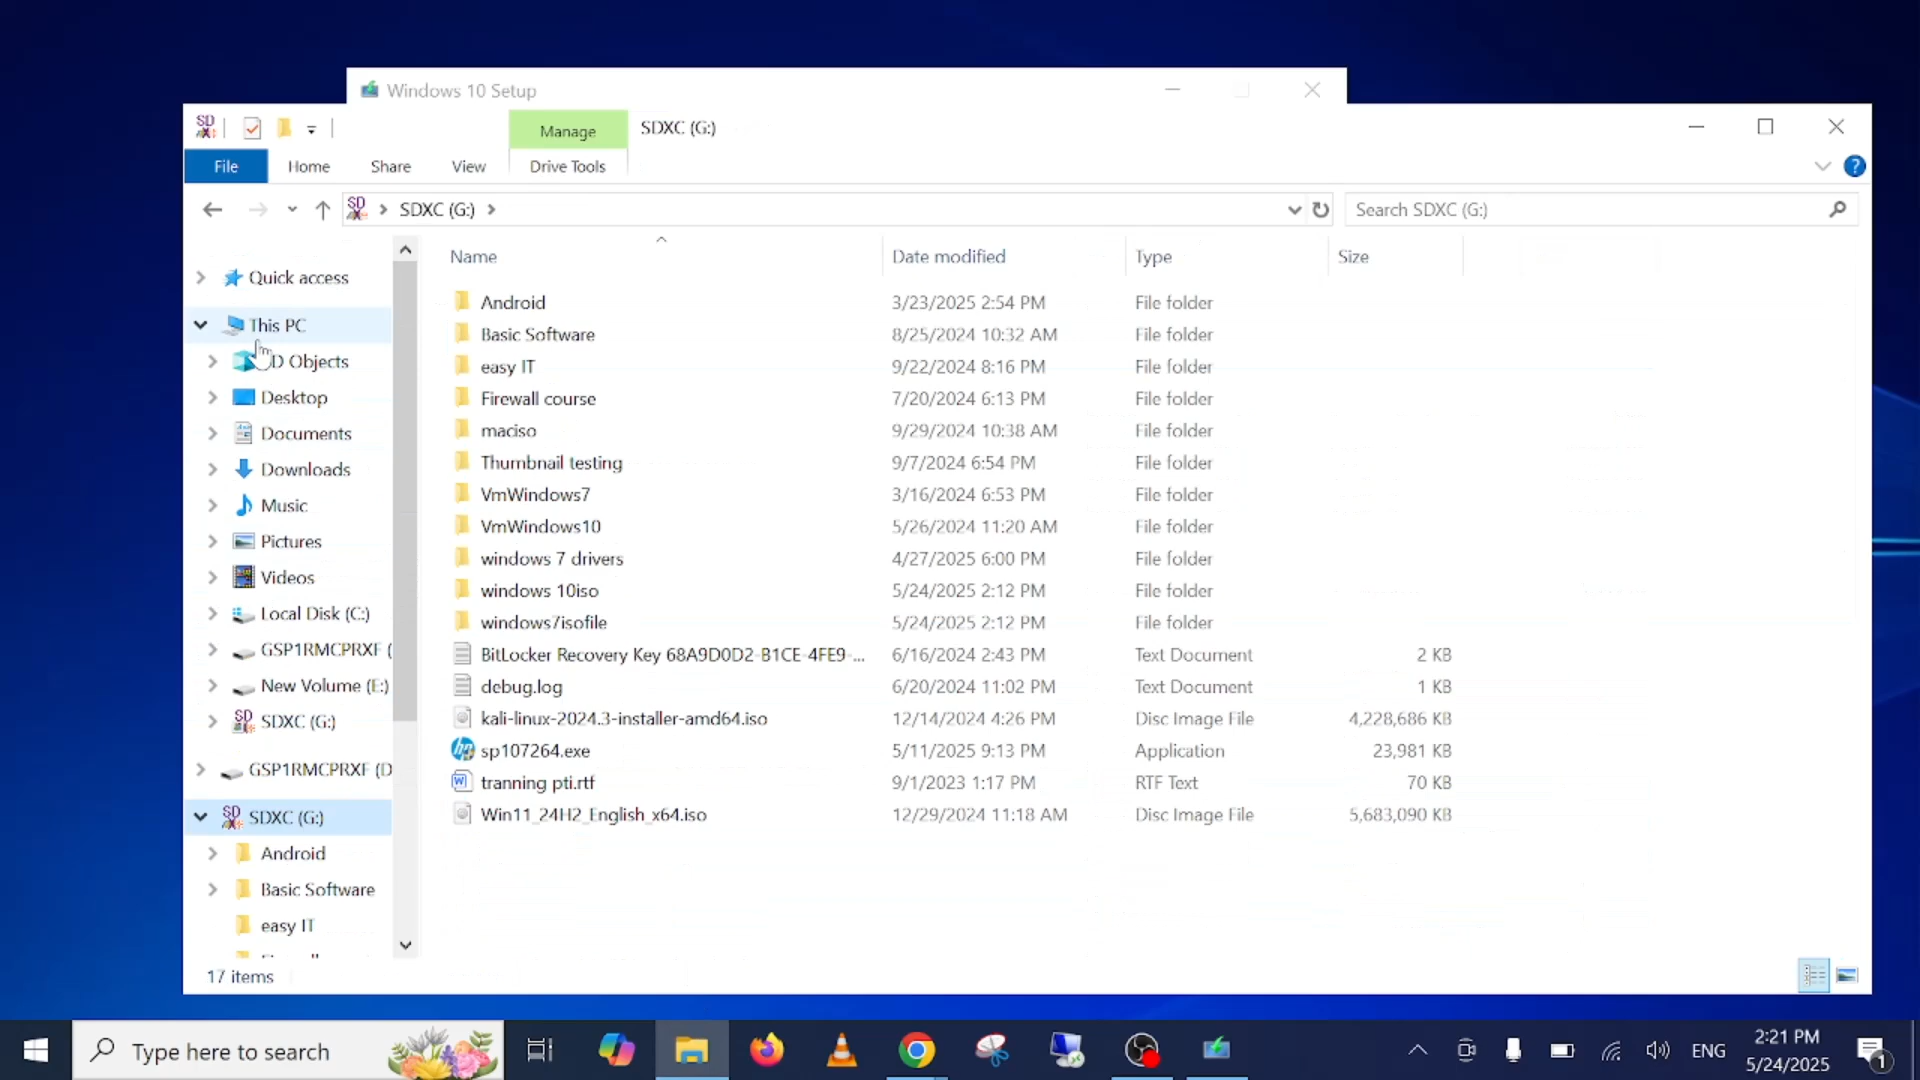 Windows 10 Setup
Manage
SDXC (G:)
File
Home
Share
View
Drive Tools
SDXC (G:)
Search SDXC (G:)
Name
Date modified
Type
Size
Quick access
This PC
D Objects
Desktop
Documents
Downloads
Music
Pictures
Videos
Local Disk (C:)
GSP1RMCPRXF (
New Volume (E:)
SDXC (G:)
GSP1RMCPRXF (D
SDXC (G:)
Android
Basic Software
easy IT
Android 3/23/2025 2:54 PM File folder
Basic Software 8/25/2024 10:32 AM File folder
easy IT 9/22/2024 8:16 PM File folder
Firewall course 7/20/2024 6:13 PM File folder
maciso 9/29/2024 10:38 AM File folder
Thumbnail testing 9/7/2024 6:54 PM File folder
VmWindows7 3/16/2024 6:53 PM File folder
VmWindows10 5/26/2024 11:20 AM File folder
windows 7 drivers 4/27/2025 6:00 PM File folder
windows 10iso 5/24/2025 2:12 PM File folder
windows7isofile 5/24/2025 2:12 PM File folder
BitLocker Recovery Key 68A9D0D2-B1CE-4FE9-... 6/16/2024 2:43 PM Text Document 2 KB
debug.log 6/20/2024 11:02 PM Text Document 1 KB
kali-linux-2024.3-installer-amd64.iso 12/14/2024 4:26 PM Disc Image File 4,228,686 KB
sp107264.exe 5/11/2025 9:13 PM Application 23,981 KB
tranning pti.rtf 9/1/2023 1:17 PM RTF Text 70 KB
Win11_24H2_English_x64.iso 12/29/2024 11:18 AM Disc Image File 5,683,090 KB
17 items
Type here to search
ENG
2:21 PM
5/24/2025
1